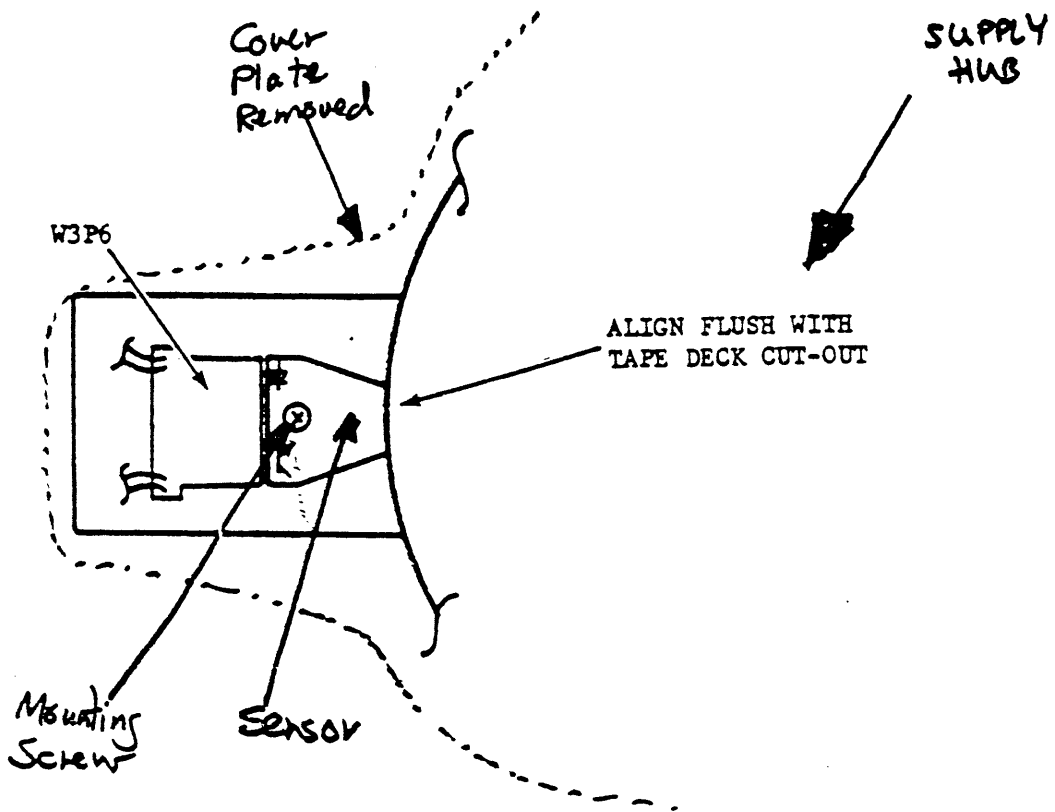 Cover
Plate
Removed
SUPPLY
HUB
W3P6
ALIGN FLUSH WITH
TAPE DECK CUT-OUT
Mounting
Screw
Sensor